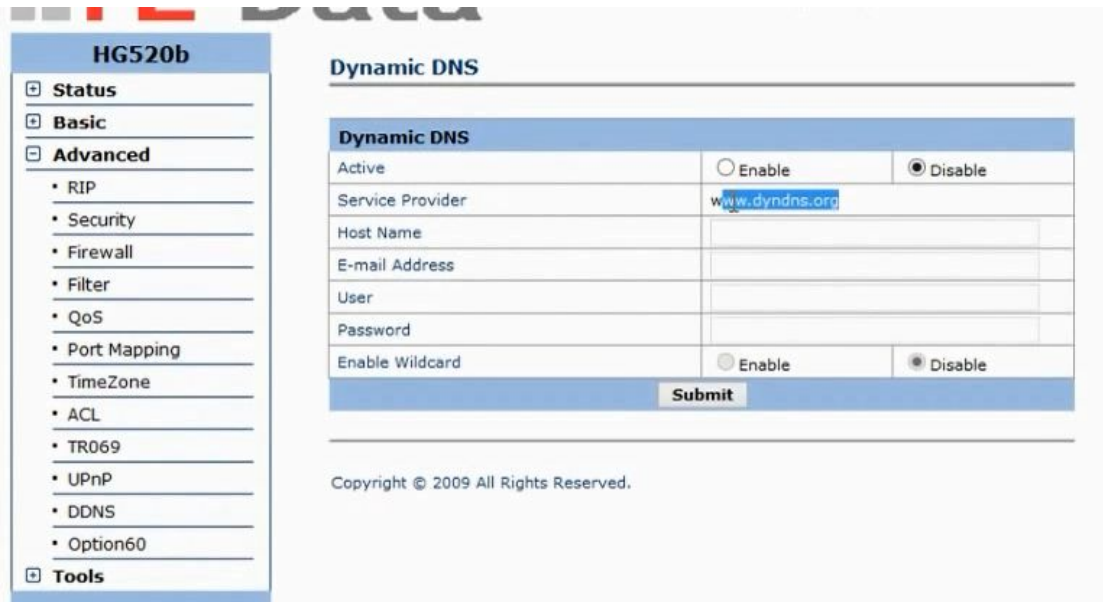 Data
HG520b
Status
Basic
Advanced
RIP
Security
Firewall
Filter
QoS
Port Mapping
TimeZone
ACL
TR069
UPnP
DDNS
Option60
Tools
Dynamic DNS
Dynamic DNS
Active Enable Disable
Service Provider www.dyndns.org
Host Name
E-mail Address
User
Password
Enable Wildcard Enable Disable
Submit
Copyright © 2009 All Rights Reserved.